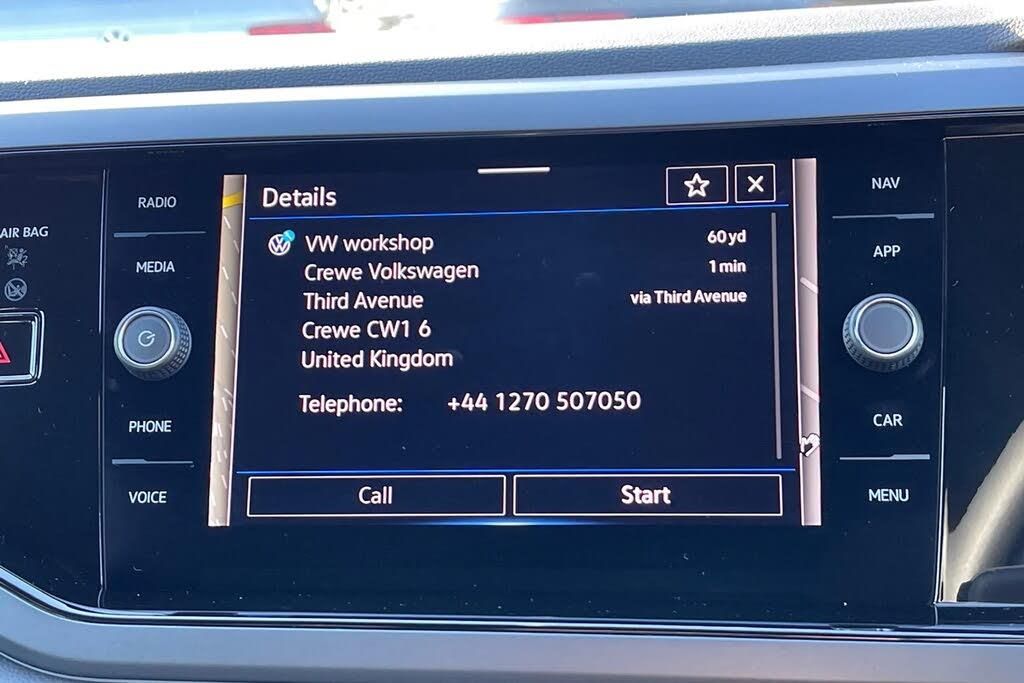 AIR BAG
RADIO
MEDIA
PHONE
VOICE
Details
VW workshop 60 yd
Crewe Volkswagen 1 min
Third Avenue via Third Avenue
Crewe CW1 6
United Kingdom
Telephone: +44 1270 507050
Call Start
NAV
APP
CAR
MENU